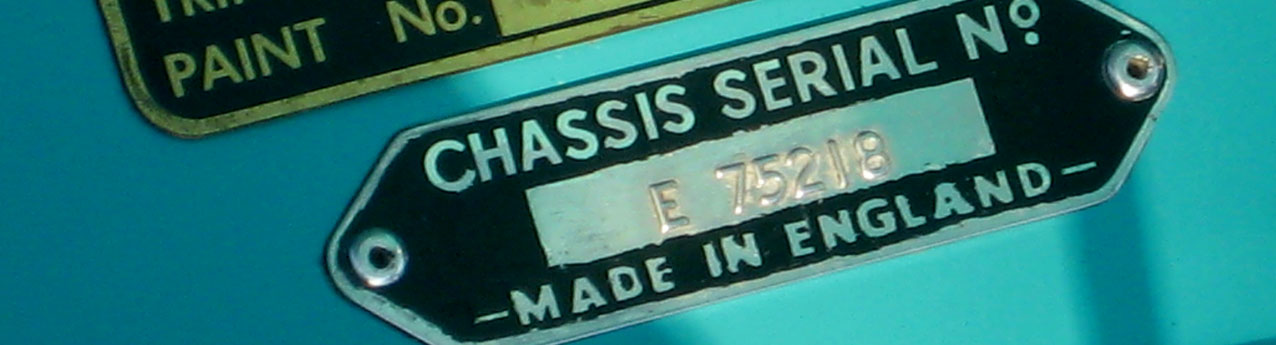 PAINT No.
CHASSIS SERIAL No.
E 75218
—MADE IN ENGLAND—